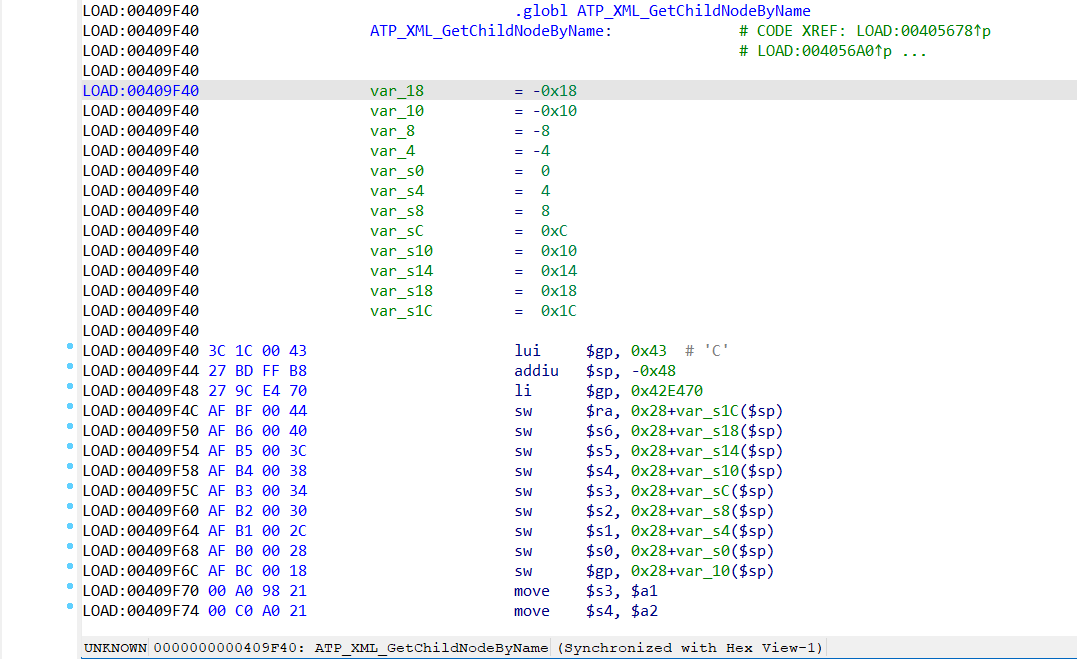 LOAD:00409F40 .globl ATP_XML_GetChildNodeByName
LOAD:00409F40 ATP_XML_GetChildNodeByName: # CODE XREF: LOAD:00405678↑p
LOAD:00409F40 # LOAD:004056A0↑p ...
LOAD:00409F40
LOAD:00409F40 var_18 = -0x18
LOAD:00409F40 var_10 = -0x10
LOAD:00409F40 var_8 = -8
LOAD:00409F40 var_4 = -4
LOAD:00409F40 var_s0 = 0
LOAD:00409F40 var_s4 = 4
LOAD:00409F40 var_s8 = 8
LOAD:00409F40 var_sC = 0xC
LOAD:00409F40 var_s10 = 0x10
LOAD:00409F40 var_s14 = 0x14
LOAD:00409F40 var_s18 = 0x18
LOAD:00409F40 var_s1C = 0x1C
LOAD:00409F40
LOAD:00409F40 3C 1C 00 43 lui $gp, 0x43 # 'C'
LOAD:00409F44 27 BD FF B8 addiu $sp, -0x48
LOAD:00409F48 27 9C E4 70 li $gp, 0x42E470
LOAD:00409F4C AF BF 00 44 sw $ra, 0x28+var_s1C($sp)
LOAD:00409F50 AF B6 00 40 sw $s6, 0x28+var_s18($sp)
LOAD:00409F54 AF B5 00 3C sw $s5, 0x28+var_s14($sp)
LOAD:00409F58 AF B4 00 38 sw $s4, 0x28+var_s10($sp)
LOAD:00409F5C AF B3 00 34 sw $s3, 0x28+var_sC($sp)
LOAD:00409F60 AF B2 00 30 sw $s2, 0x28+var_s8($sp)
LOAD:00409F64 AF B1 00 2C sw $s1, 0x28+var_s4($sp)
LOAD:00409F68 AF B0 00 28 sw $s0, 0x28+var_s0($sp)
LOAD:00409F6C AF BC 00 18 sw $gp, 0x28+var_10($sp)
LOAD:00409F70 00 A0 98 21 move $s3, $a1
LOAD:00409F74 00 C0 A0 21 move $s4, $a2
UNKNOWN 0000000000409F40: ATP_XML_GetChildNodeByName (Synchronized with Hex View-1)